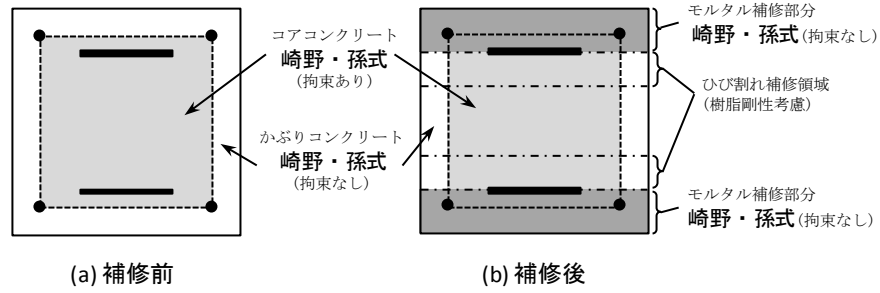 コアコンクリート
崎野・孫式
(拘束あり)
かぶりコンクリート
崎野・孫式
(拘束なし)
モルタル補修部分
崎野・孫式(拘束なし)
ひび割れ補修領域
(樹脂剛性考慮)
モルタル補修部分
崎野・孫式(拘束なし)
(a) 補修前
(b) 補修後